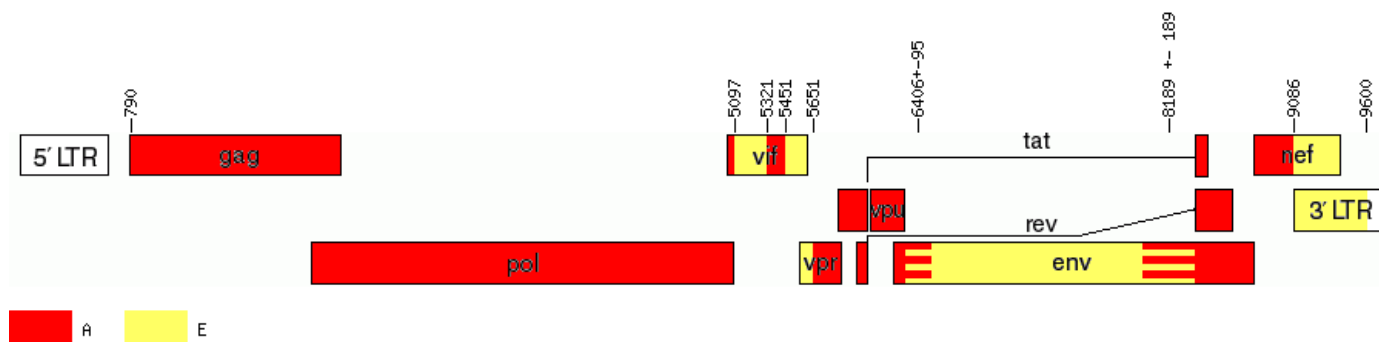 790
5097
5321
5451
5651
6406+-95
8189 +- 189
9086
9600
5′ LTR
gag
vif
tat
nef
vpu
rev
3′ LTR
pol
vpr
env
A
E